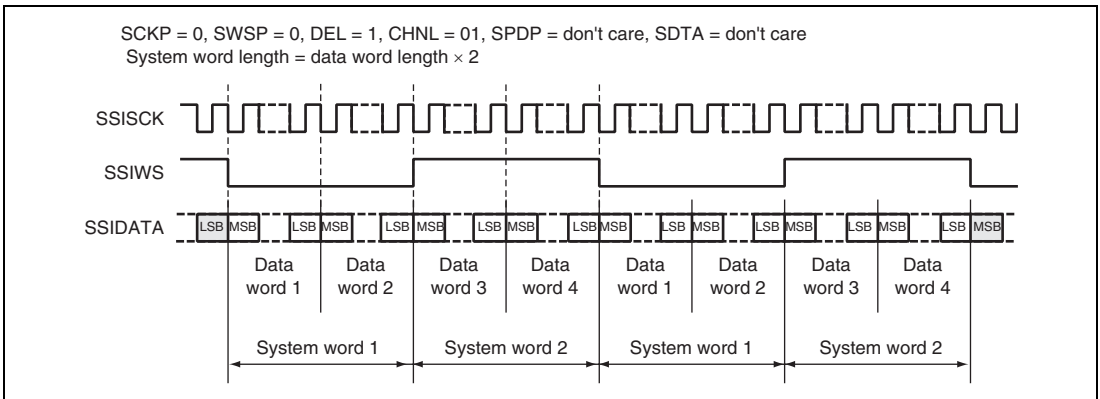 SCKP = 0, SWSP = 0, DEL = 1, CHNL = 01, SPDP = don't care, SDTA = don't care
System word length = data word length × 2
SSISCK
SSIWS
SSIDATA
LSB MSB LSB MSB LSB MSB LSB MSB LSB MSB LSB MSB LSB MSB LSB MSB LSB MSB
Data word 1
Data word 2
Data word 3
Data word 4
Data word 1
Data word 2
Data word 3
Data word 4
System word 1
System word 2
System word 1
System word 2